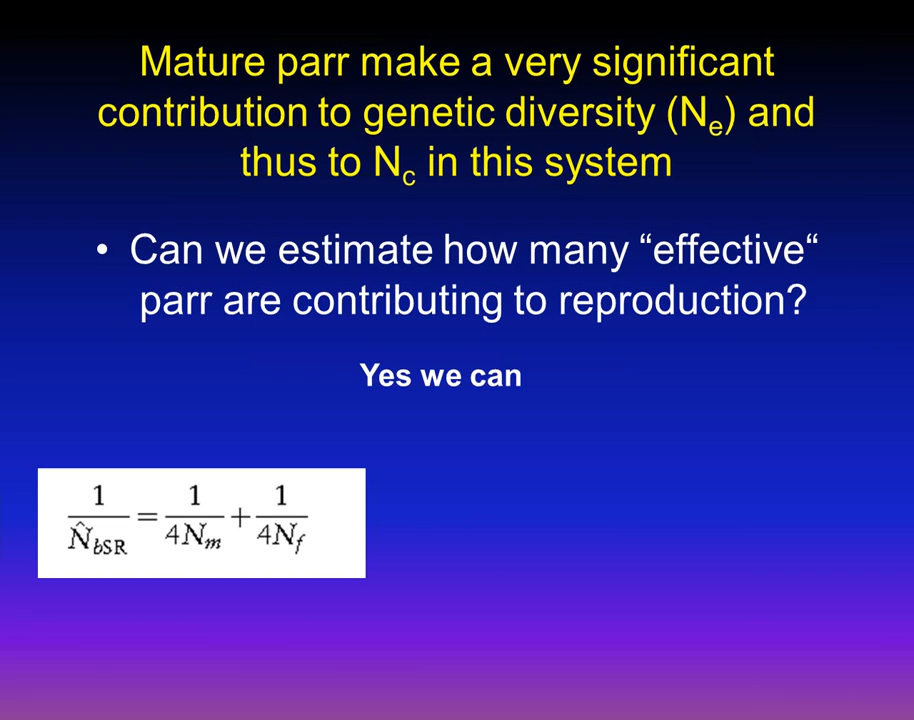 Mature parr make a very significant
contribution to genetic diversity (Nₑ) and
thus to N꜀ in this system
• Can we estimate how many “effective“
parr are contributing to reproduction?
Yes we can
1/N̂bSR = 1/4Nm + 1/4Nf